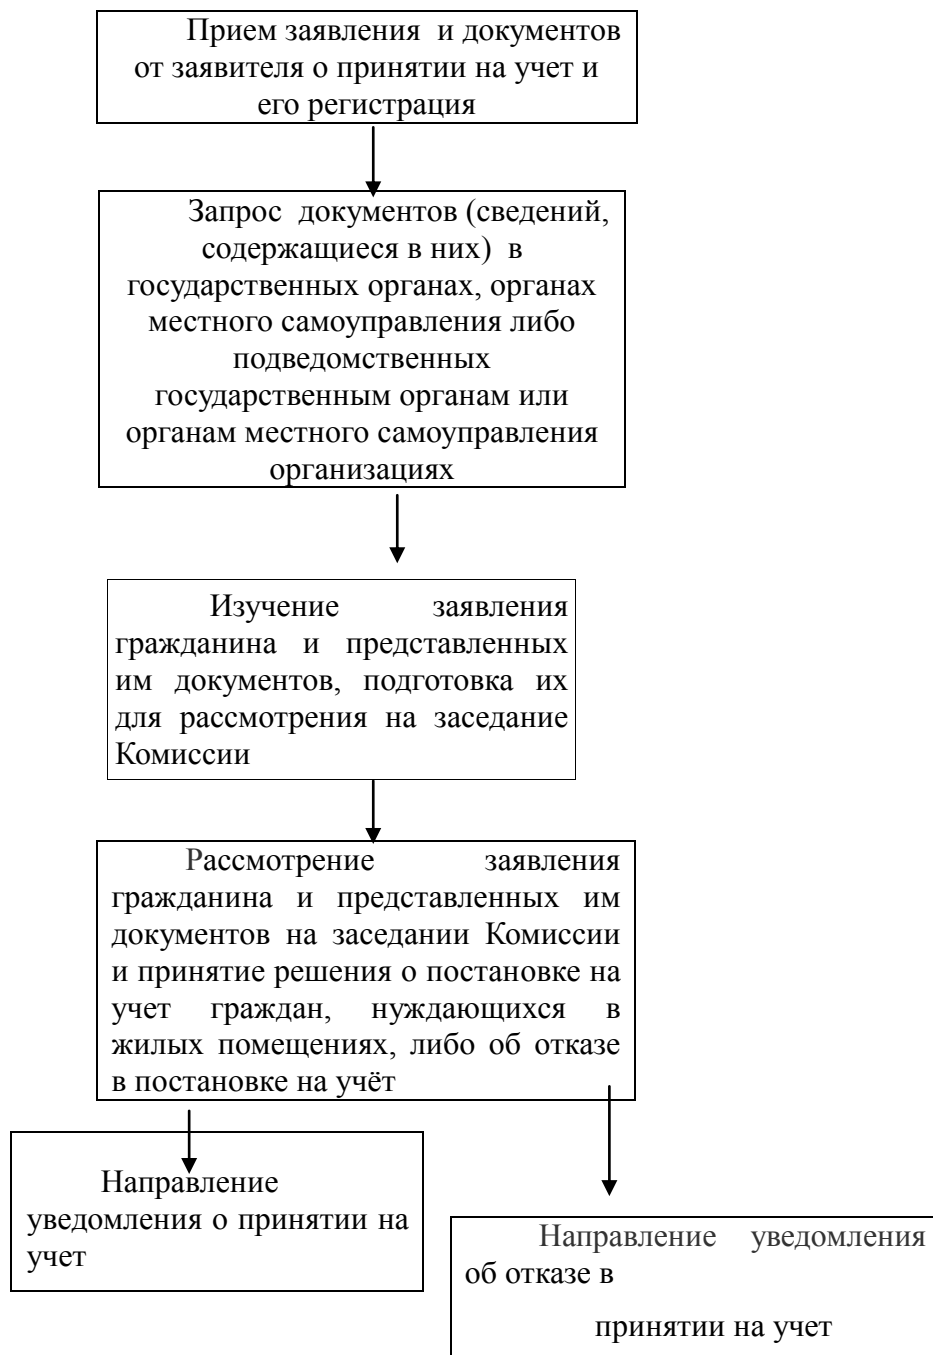 Прием заявления и документов
от заявителя о принятии на учет и
его регистрация
Запрос документов (сведений,
содержащиеся в них) в
государственных органах, органах
местного самоуправления либо
подведомственных
государственным органам или
органам местного самоуправления
организациях
Изучение заявления
гражданина и представленных
им документов, подготовка их
для рассмотрения на заседание
Комиссии
Рассмотрение заявления
гражданина и представленных им
документов на заседании Комиссии
и принятие решения о постановке на
учет граждан, нуждающихся в
жилых помещениях, либо об отказе
в постановке на учёт
Направление
уведомления о принятии на
учет
Направление уведомления
об отказе в
принятии на учет